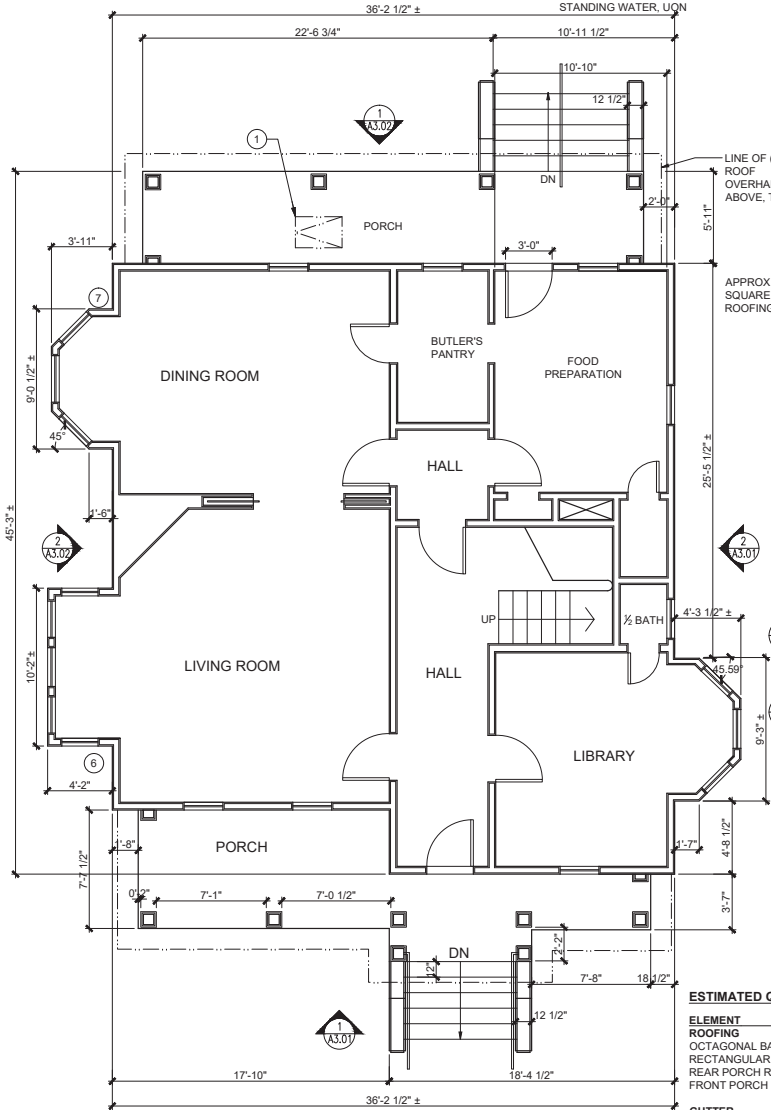 36'-2 1/2" ±
STANDING WATER, UON
22'-6 3/4"
10'-11 1/2"
10'-10"
12 1/2"
1
A3.02
1
LINE OF
ROOF
ABOVE,
DN
2'-0"
5'-11"
PORCH
3'-11"
3'-0"
7
SQUARE
ROOFING
BUTLER'S
PANTRY
FOOD
PREPARATION
9'-0 1/2" ±
DINING ROOM
45°
HALL
25'-5 1/2" ±
45'-3" ±
1'-6"
2
A3.02
2
A3.01
UP
½ BATH
4'-3 1/2" ±
10'-2" ±
LIVING ROOM
HALL
45.59°
9'-3" ±
LIBRARY
6
4'-2"
1'-8"
PORCH
1'-7"
4'-8 1/2"
7'-7 1/2"
0'-2"
7'-1"
7'-0 1/2"
3'-7"
DN
2'-2"
12"
7'-8"
18 1/2"
12 1/2"
1
A3.01
ESTIMATED
ELEMENT
ROOFING
OCTAGONAL
RECTANGULAR
REAR PORCH
FRONT PORCH
GUTTER
17'-10"
18'-4 1/2"
36'-2 1/2" ±